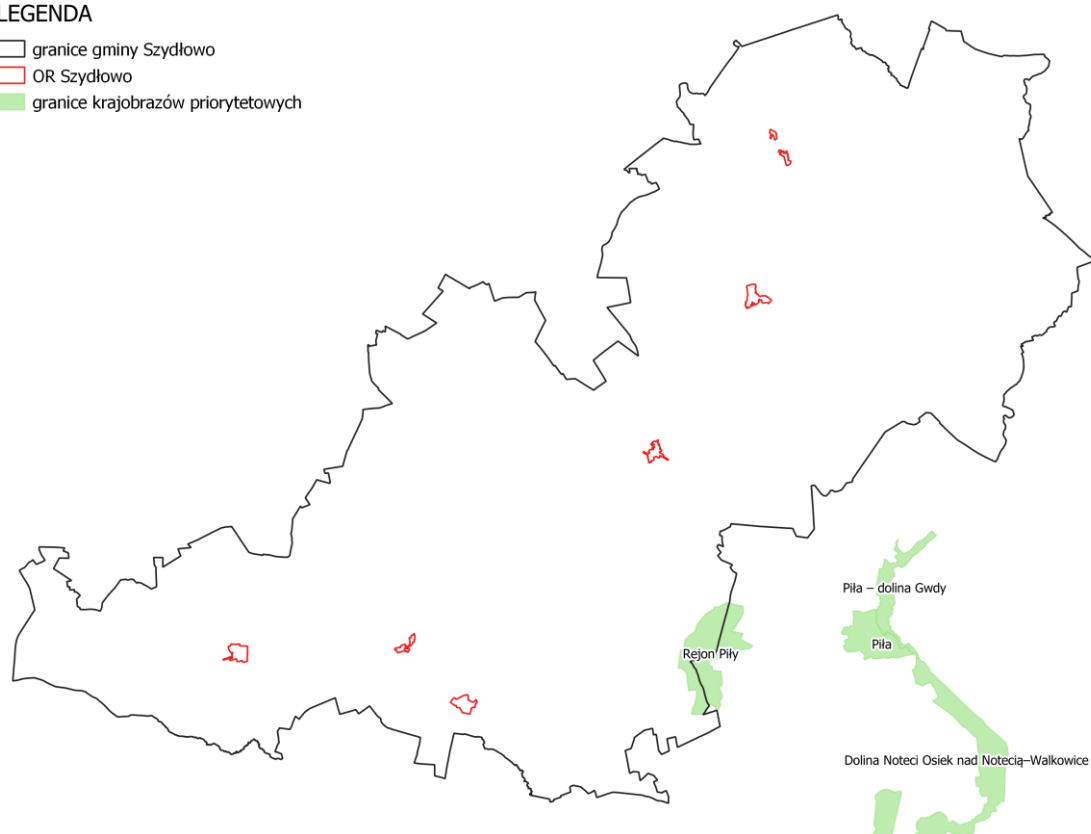 LEGENDA
granice gminy Szydłowo
OR Szydłowo
granice krajobrazów priorytetowych
Piła – dolina Gwdy
Piła
Rejon Piły
Dolina Noteci Osiek nad Notecią–Walkowice